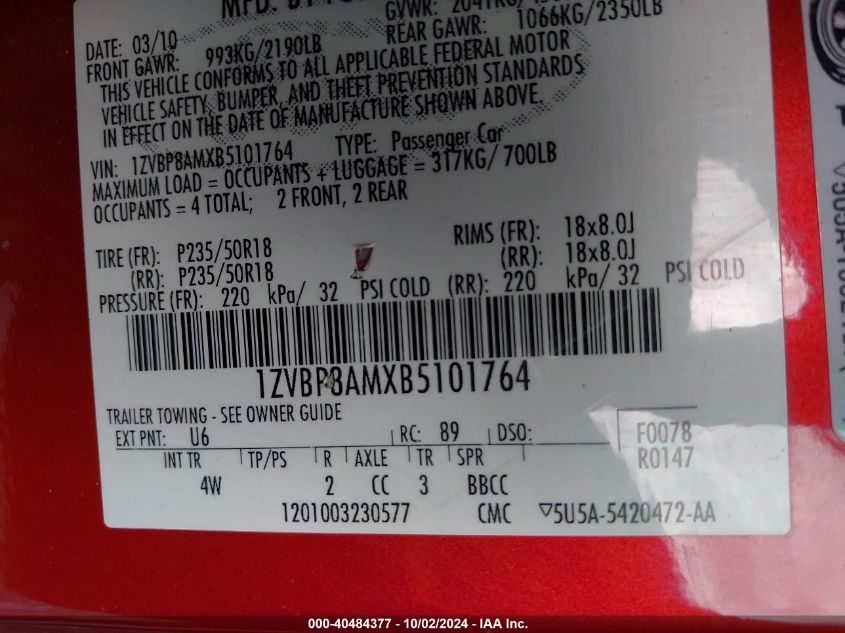 MFD. BY
GVWR: 2041KG/
DATE: 03/10 REAR GAWR: 1066KG/2350LB
FRONT GAWR: 993KG/2190LB
THIS VEHICLE CONFORMS TO ALL APPLICABLE FEDERAL MOTOR
VEHICLE SAFETY, BUMPER, AND THEFT PREVENTION STANDARDS
IN EFFECT ON THE DATE OF MANUFACTURE SHOWN ABOVE.
VIN: 1ZVBP8AMXB5101764 TYPE: Passenger Car
MAXIMUM LOAD = OCCUPANTS + LUGGAGE = 317KG/700LB
OCCUPANTS = 4 TOTAL; 2 FRONT, 2 REAR
TIRE (FR): P235/50R18 RIMS (FR): 18x8.0J
(RR): P235/50R18 (RR): 18x8.0J
PRESSURE (FR): 220 kPa/ 32 PSI COLD (RR): 220 kPa/ 32 PSI COLD
1ZVBP8AMXB5101764
TRAILER TOWING - SEE OWNER GUIDE
EXT PNT: U6 RC: 89 DSO: F0078
INT TR TP/PS R AXLE TR SPR R0147
4W 2 CC 3 BBCC
1201003230577 CMC ▽5U5A-5420472-AA
000-40484377 - 10/02/2024 - IAA Inc.